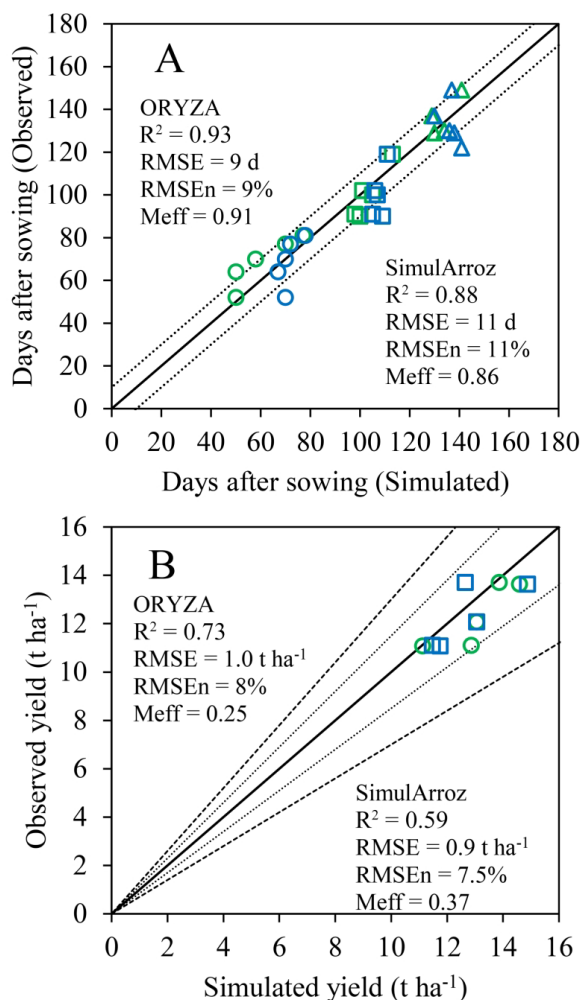 A
ORYZA
R² = 0.93
RMSE = 9 d
RMSEn = 9%
Meff = 0.91
SimulArroz
R² = 0.88
RMSE = 11 d
RMSEn = 11%
Meff = 0.86
Days after sowing (Observed)
180
160
140
120
100
80
60
40
20
0
0 20 40 60 80 100 120 140 160 180
Days after sowing (Simulated)
B
ORYZA
R² = 0.73
RMSE = 1.0 t ha⁻¹
RMSEn = 8%
Meff = 0.25
SimulArroz
R² = 0.59
RMSE = 0.9 t ha⁻¹
RMSEn = 7.5%
Meff = 0.37
Observed yield (t ha⁻¹)
16
14
12
10
8
6
4
2
0
0 2 4 6 8 10 12 14 16
Simulated yield (t ha⁻¹)